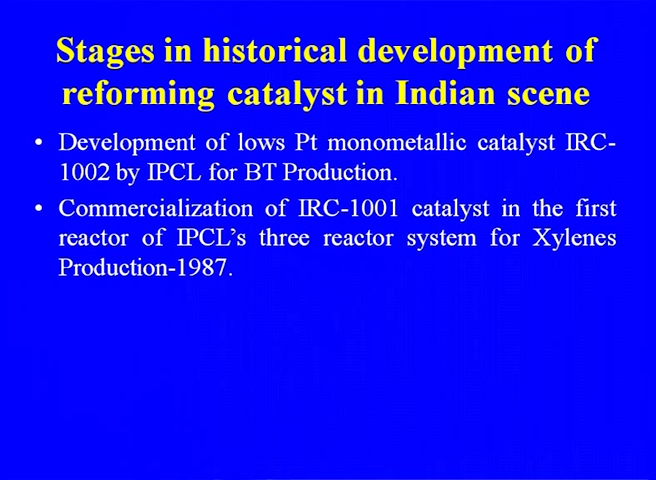 Stages in historical development of
reforming catalyst in Indian scene
• Development of lows Pt monometallic catalyst IRC-
1002 by IPCL for BT Production.
• Commercialization of IRC-1001 catalyst in the first
reactor of IPCL's three reactor system for Xylenes
Production-1987.